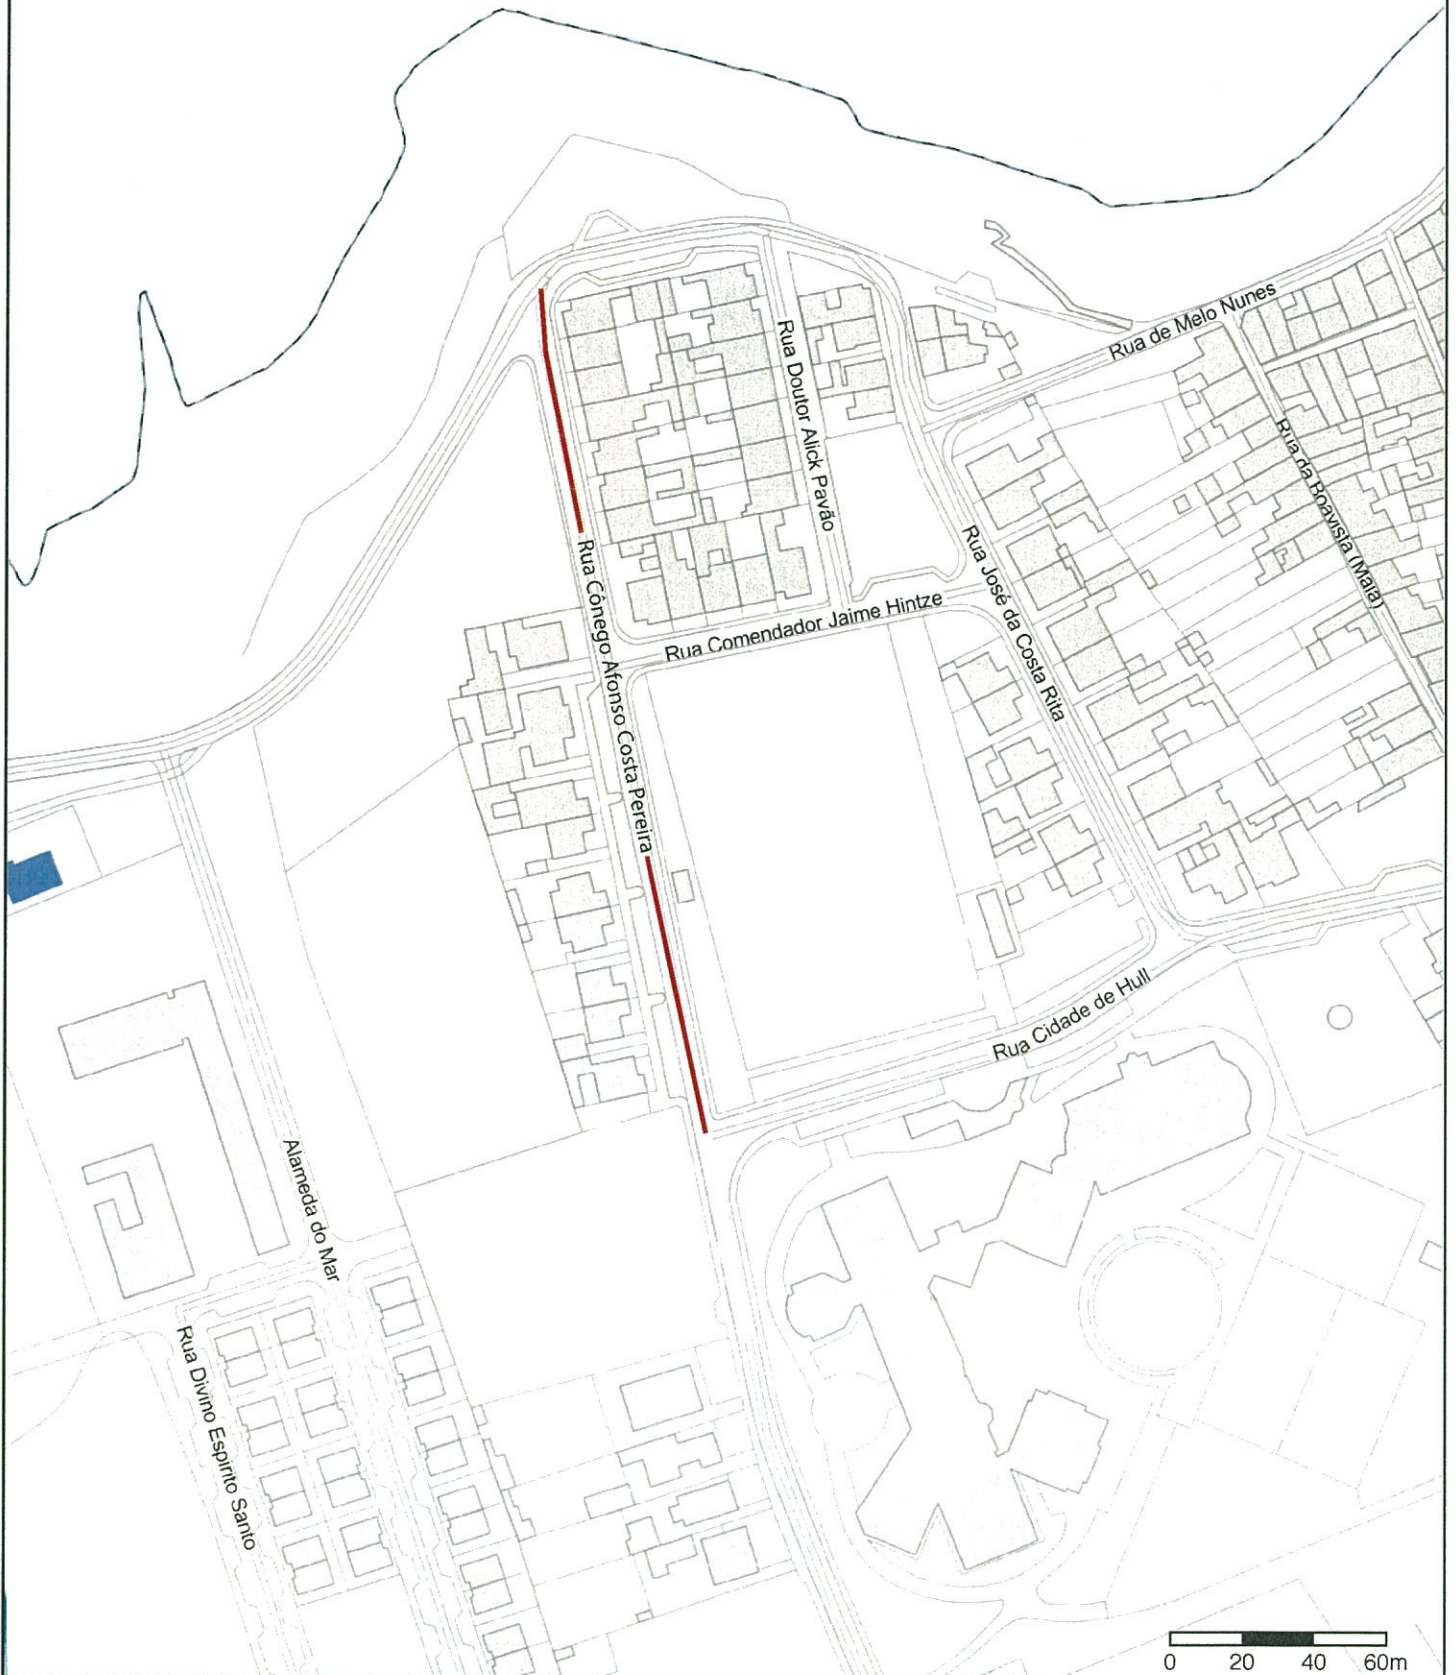 Rua de Melo Nunes
Rua Doutor Alick Pavão
Rua da Boavista (Maia)
Rua José da Costa Rita
Rua Cônego Afonso Costa Pereira
Rua Comendador Jaime Hintze
Rua Cidade de Hull
Alameda do Mar
Rua Divino Espirito Santo
0 20 40 60m